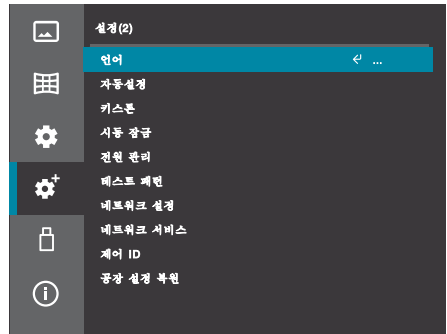 설정(2)
언어 ...
자동설정
키스톤
시동 잠금
전원 관리
테스트 패턴
네트워크 설정
네트워크 서비스
제어 ID
공장 설정 복원